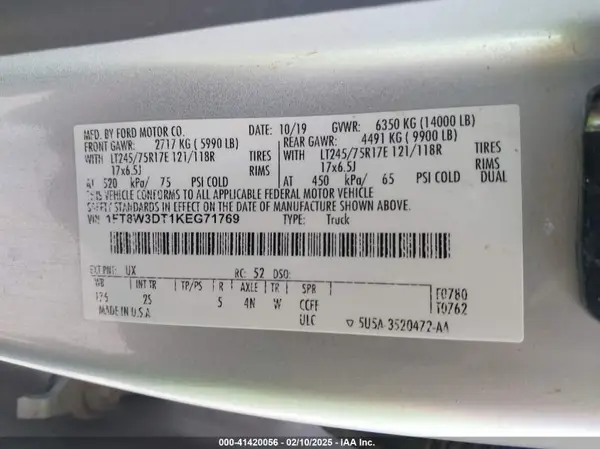 MFD. BY FORD MOTOR CO. DATE: 10/19 GVWR: 6350 KG (14000 LB)
FRONT GAWR: 2717 KG ( 5990 LB) REAR GAWR: 4491 KG ( 9900 LB)
WITH LT245/75R17E 121/118R TIRES WITH LT245/75R17E 121/118R TIRES
17x6.5J RIMS 17x6.5J RIMS
AT 520 kPa/ 75 PSI COLD AT 450 kPa/ 65 PSI COLD DUAL
THIS VEHICLE CONFORMS TO ALL APPLICABLE FEDERAL MOTOR VEHICLE
SAFETY STANDARDS IN EFFECT ON THE DATE OF MANUFACTURE SHOWN ABOVE.
VIN: 1FT8W3DT1KEG71769 TYPE: Truck
EXT PNT: UX RC: 52 DSO:
WB INT TR TP/PS R AXLE TR SPR T0780
176 2S 5 4N W CCFF T0762
MADE IN U.S.A ULC ▽ 5U5A-3520472-AA
000-41420056 — 02/10/2025 — IAA Inc.